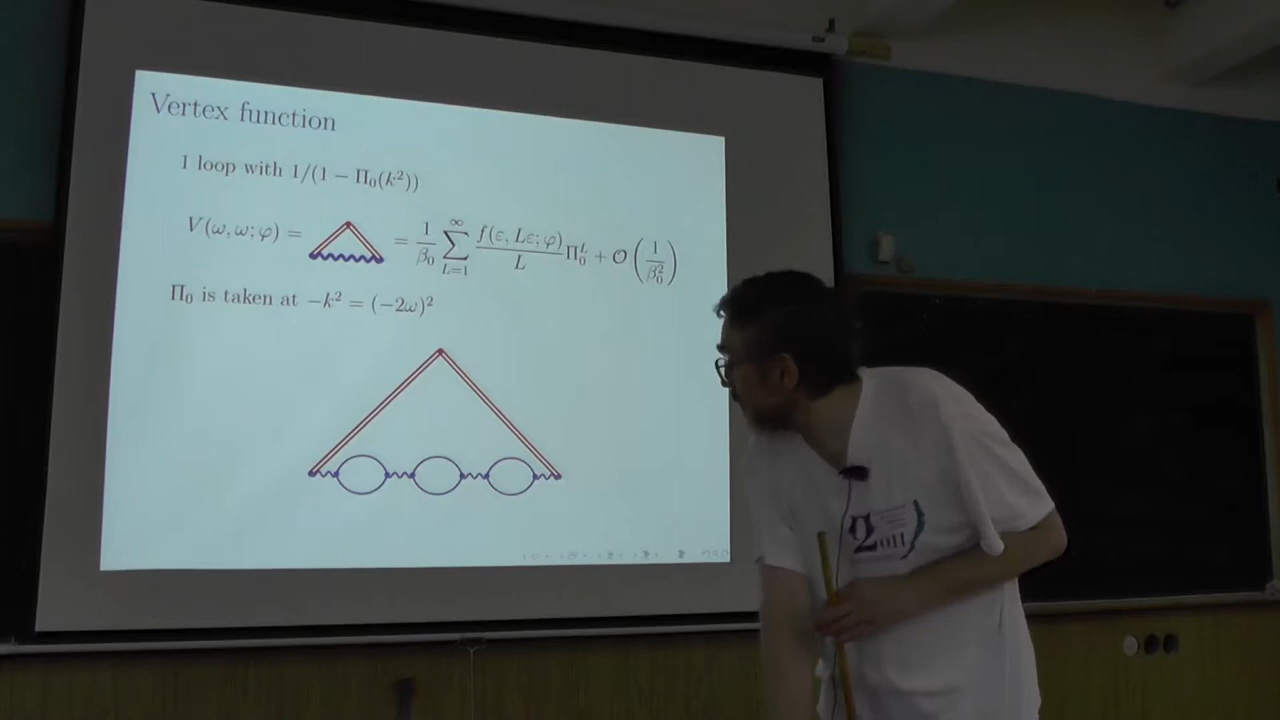 Vertex function
1 loop with 1/(1 − Π₀(k²))
V(ω, ω; φ) = = 1/β₀ ∑_{L=1}^{∞} f(ε, Lε; φ)/L Π₀^L + 𝒪(1/β₀²)
Π₀ is taken at −k² = (−2ω)²